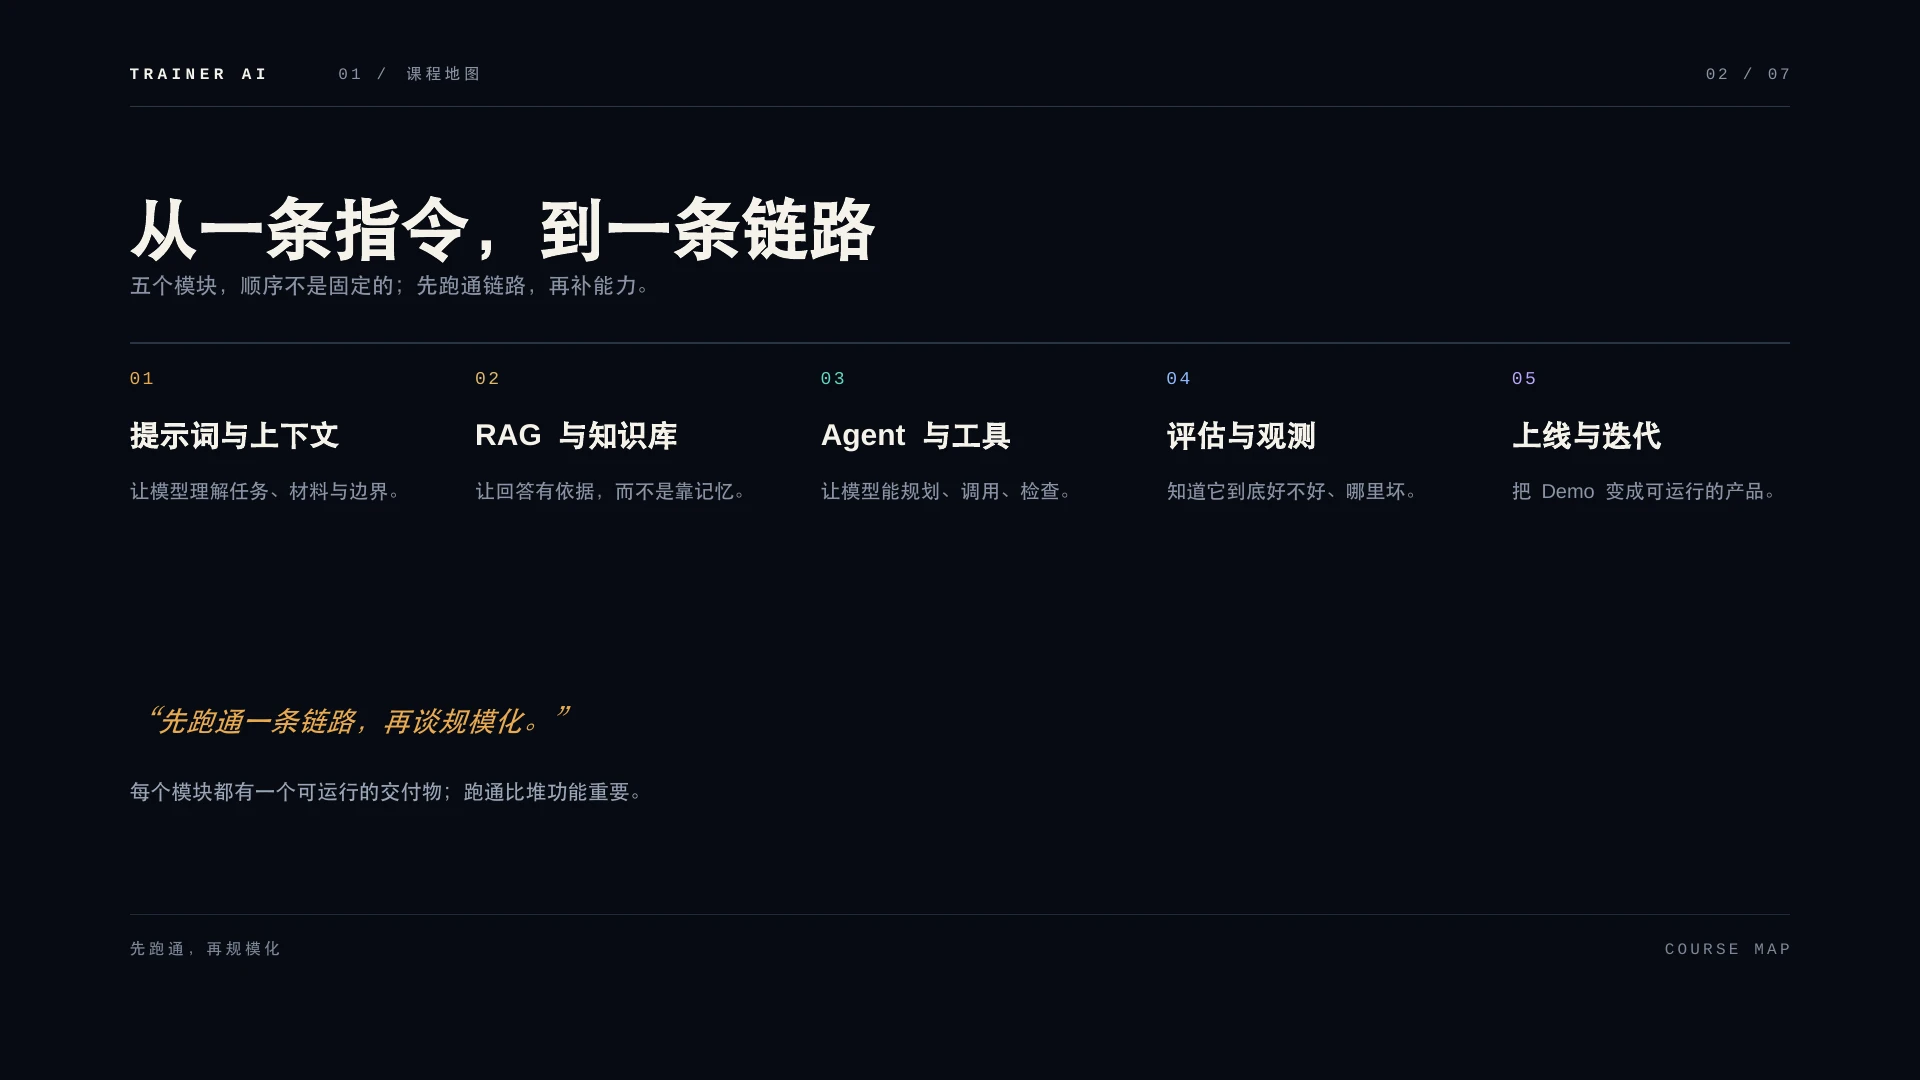 TRAINER AI 01 / 课程地图 02 / 07
从一条指令，到一条链路
五个模块，顺序不是固定的；先跑通链路，再补能力。
01 02 03 04 05
提示词与上下文 RAG 与知识库 Agent 与工具 评估与观测 上线与迭代
让模型理解任务、材料与边界。 让回答有依据，而不是靠记忆。 让模型能规划、调用、检查。 知道它到底好不好、哪里坏。 把 Demo 变成可运行的产品。
“先跑通一条链路，再谈规模化。”
每个模块都有一个可运行的交付物；跑通比堆功能重要。
先跑通，再规模化 COURSE MAP